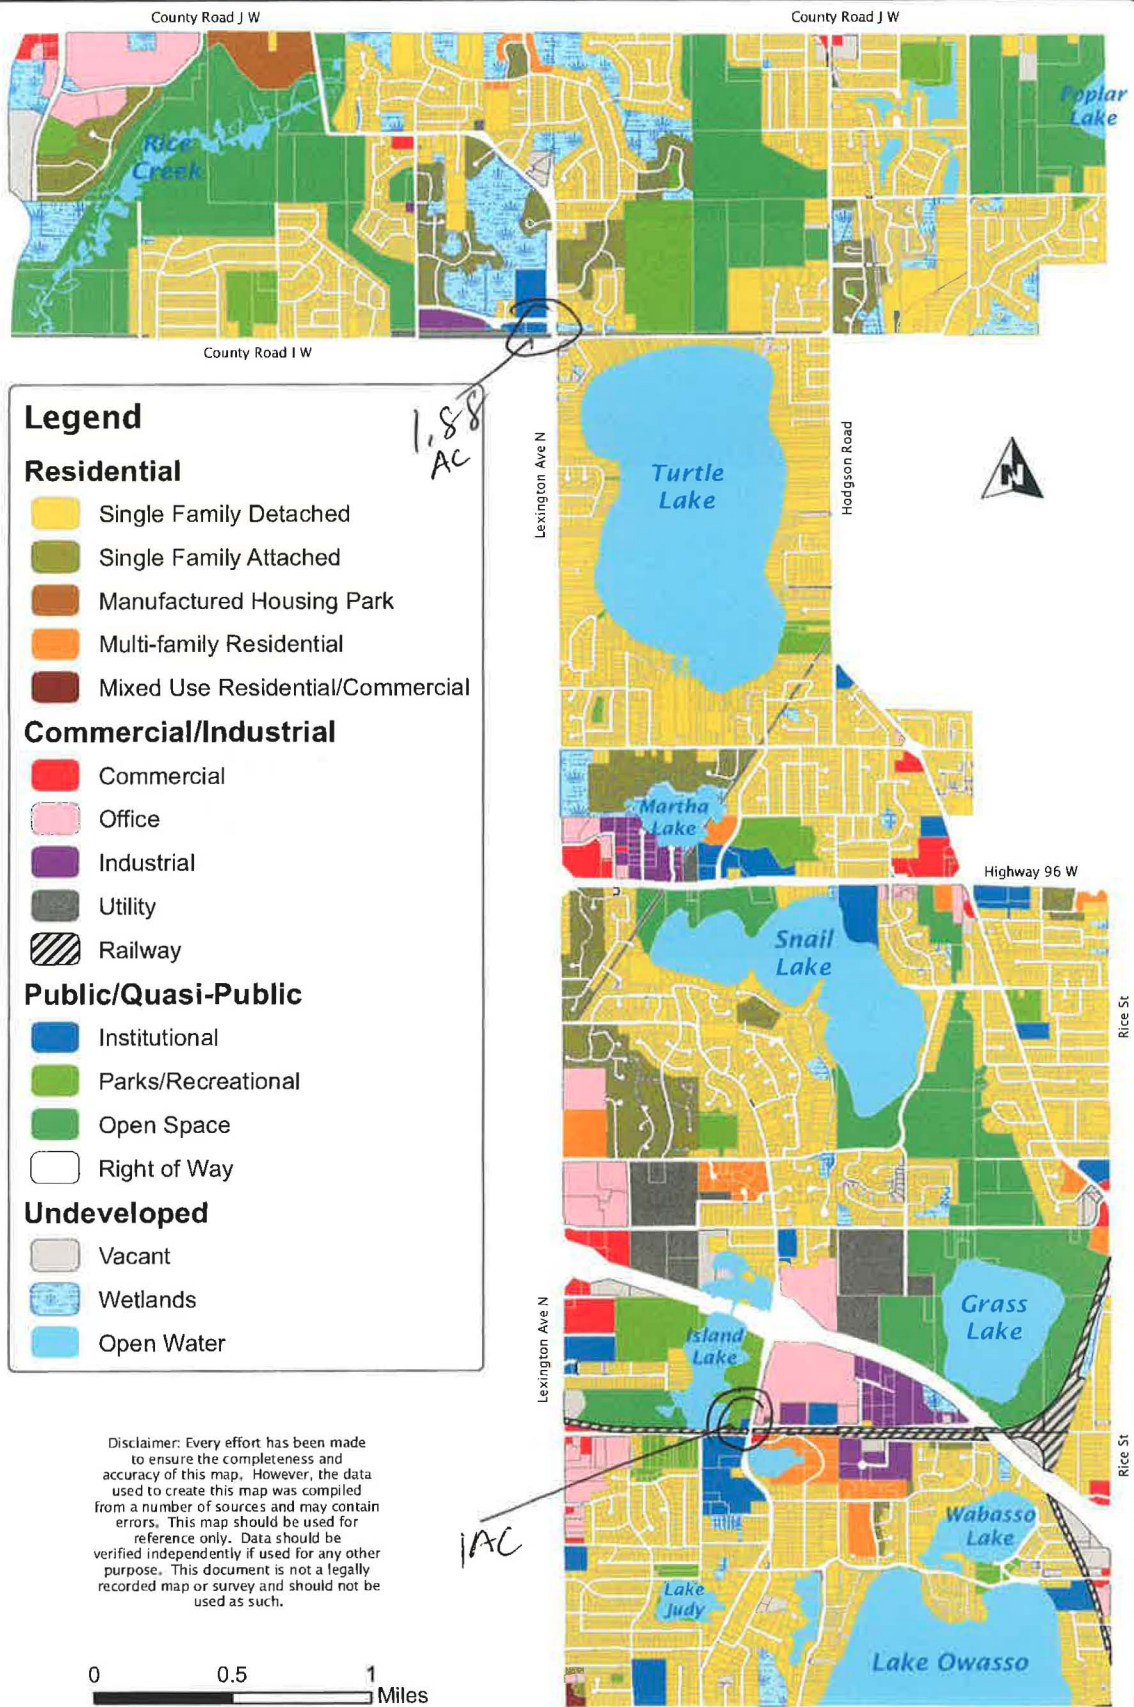 County Road J W
County Road J W
Poplar
Lake
Rice
Creek
County Road I W
1.88
AC
Legend
Residential
Single Family Detached
Single Family Attached
Manufactured Housing Park
Multi-family Residential
Mixed Use Residential/Commercial
Commercial/Industrial
Commercial
Office
Industrial
Utility
Railway
Public/Quasi-Public
Institutional
Parks/Recreational
Open Space
Right of Way
Undeveloped
Vacant
Wetlands
Open Water
Lexington Ave N
Turtle
Lake
Hodgson Road
N
Martha
Lake
Highway 96 W
Snail
Lake
Rice St
Lexington Ave N
Island
Lake
Grass
Lake
Rice St
Wabasso
Lake
Lake
Judy
Lake Owasso
1AC
Disclaimer: Every effort has been made
to ensure the completeness and
accuracy of this map. However, the data
used to create this map was compiled
from a number of sources and may contain
errors. This map should be used for
reference only. Data should be
verified independently if used for any other
purpose. This document is not a legally
recorded map or survey and should not be
used as such.
0 0.5 1
Miles